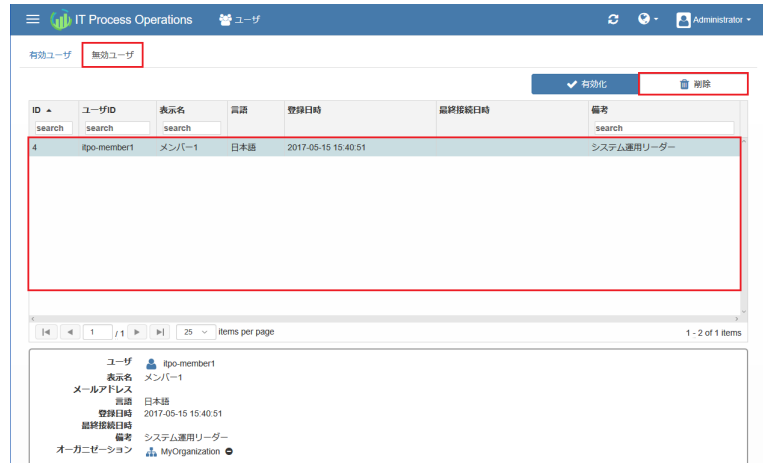 IT Process Operations ユーザ Administrator
有効ユーザ 無効ユーザ
有効化 削除
ID ユーザID 表示名 言語 登録日時 最終接続日時 備考
search search search search
4 itpo-member1 メンバー1 日本語 2017-05-15 15:40:51 システム運用リーダー
1 / 1 25 items per page 1 - 2 of 1 items
ユーザ itpo-member1
表示名 メンバー1
メールアドレス
言語 日本語
登録日時 2017-05-15 15:40:51
最終接続日時
備考 システム運用リーダー
オーガニゼーション MyOrganization